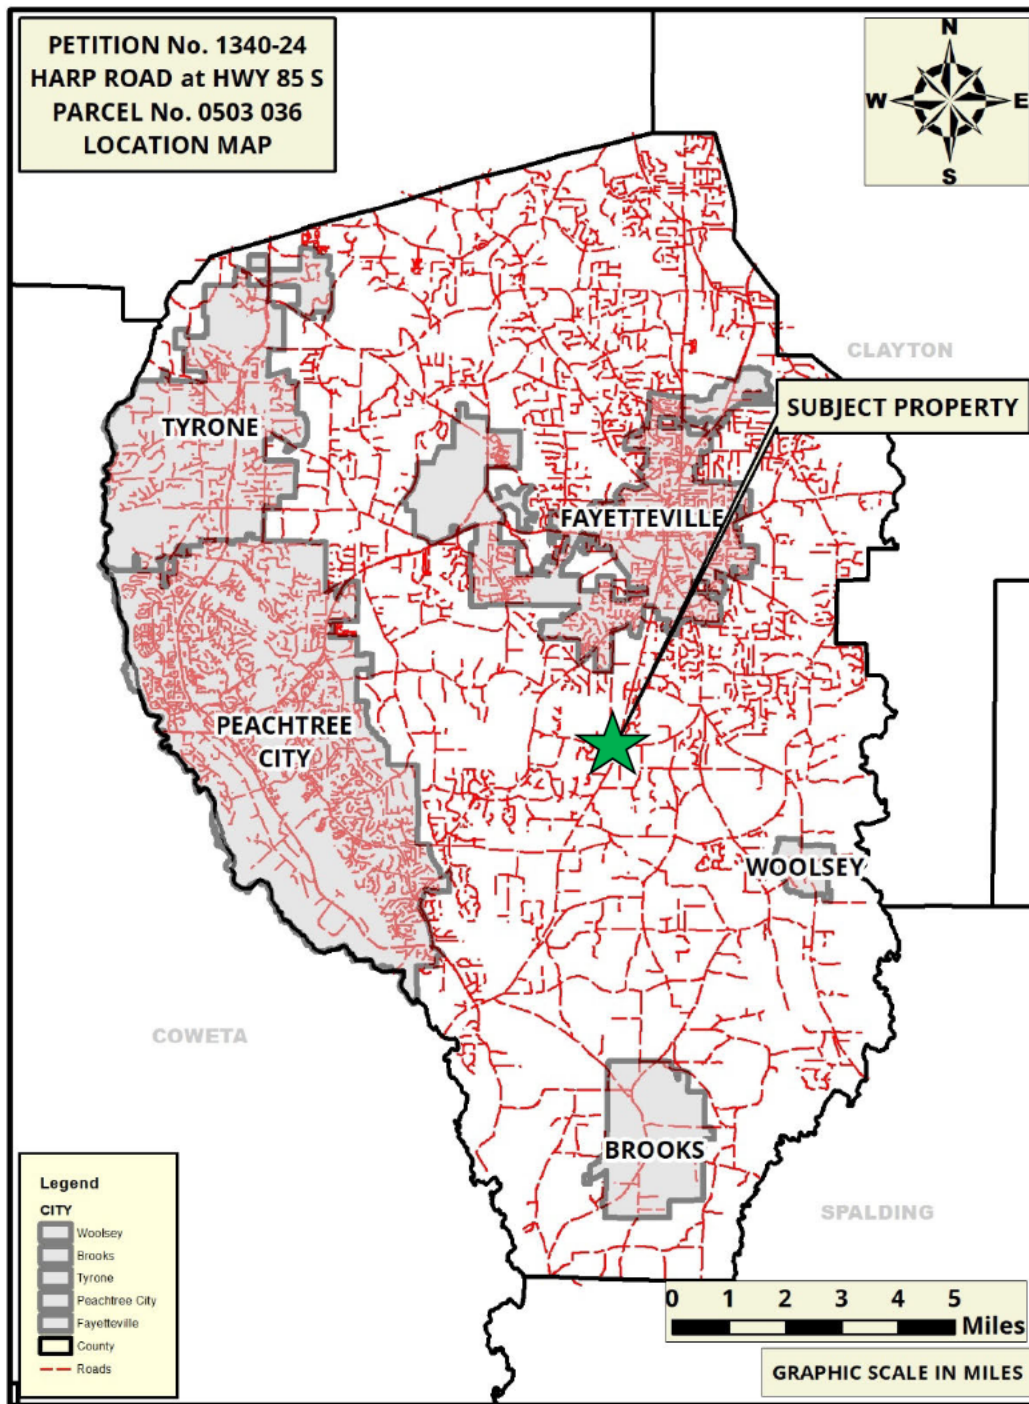 PETITION No. 1340-24
HARP ROAD at HWY 85 S
PARCEL No. 0503 036
LOCATION MAP
N
W
E
S
CLAYTON
SUBJECT PROPERTY
TYRONE
FAYETTEVILLE
PEACHTREE
CITY
WOOLSEY
COWETA
BROOKS
SPALDING
Legend
CITY
Woolsey
Brooks
Tyrone
Peachtree City
Fayetteville
County
Roads
0 1 2 3 4 5
Miles
GRAPHIC SCALE IN MILES